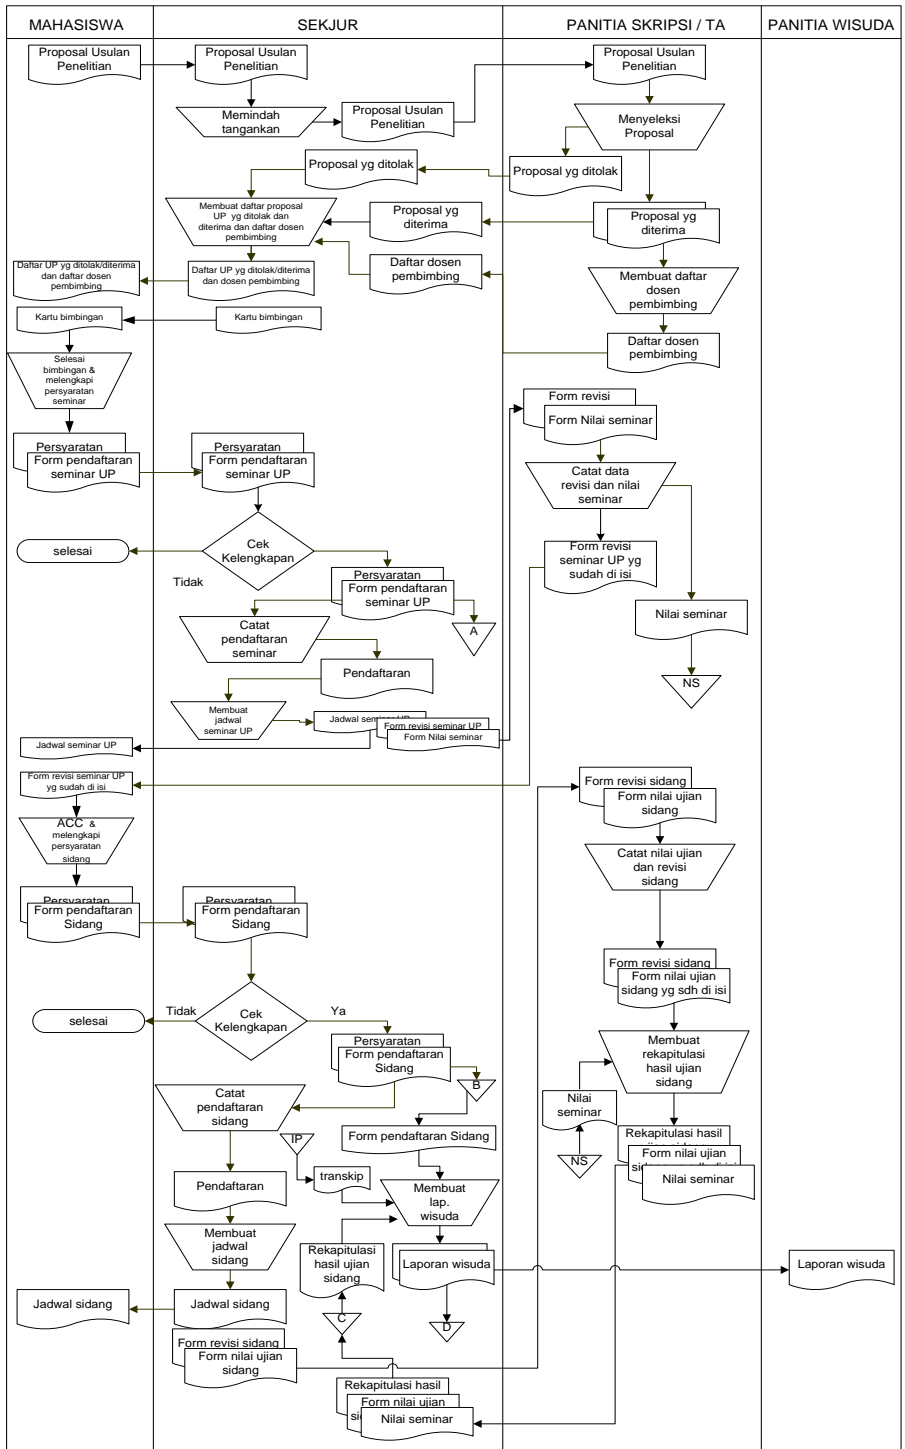 MAHASISWA
SEKJUR
PANITIA SKRIPSI / TA
PANITIA WISUDA
Proposal Usulan
Penelitian
Proposal Usulan
Penelitian
Proposal Usulan
Penelitian
Memindah
tangankan
Proposal Usulan
Penelitian
Menyeleksi
Proposal
Proposal yg ditolak
Proposal yg ditolak
Membuat daftar proposal
UP yg ditolak dan
diterima dan daftar dosen
pembimbing
Proposal yg
diterima
Proposal yg
diterima
Daftar UP yg ditolak/diterima
dan daftar dosen
pembimbing
Daftar UP yg ditolak/diterima
dan dosen pembimbing
Daftar dosen
pembimbing
Membuat daftar
dosen
pembimbing
Kartu bimbingan
Kartu bimbingan
Daftar dosen
pembimbing
Selesai
bimbingan &
melengkapi
persyaratan
seminar
Form revisi
Form Nilai seminar
Persyaratan
Form pendaftaran
seminar UP
Persyaratan
Form pendaftaran
seminar UP
Catat data
revisi dan nilai
seminar
selesai
Cek
Kelengkapan
Tidak
Form revisi
seminar UP yg
sudah di isi
Persyaratan
Form pendaftaran
seminar UP
A
Nilai seminar
Catat
pendaftaran
seminar
Pendaftaran
NS
Membuat
jadwal
seminar UP
Jadwal seminar UP
Form revisi seminar UP
Form Nilai seminar
Jadwal seminar UP
Form revisi seminar UP
yg sudah di isi
Form revisi sidang
Form nilai ujian
sidang
ACC &
melengkapi
persyaratan
sidang
Catat nilai ujian
dan revisi
sidang
Persyaratan
Form pendaftaran
Sidang
Persyaratan
Form pendaftaran
Sidang
Form revisi sidang
Form nilai ujian
sidang yg sdh di isi
selesai
Tidak
Cek
Kelengkapan
Ya
Persyaratan
Form pendaftaran
Sidang
B
Membuat
rekapitulasi
hasil ujian
sidang
Catat
pendaftaran
sidang
Nilai
seminar
Form pendaftaran Sidang
IP
NS
Rekapitulasi hasil
Form nilai ujian
Nilai seminar
transkip
Pendaftaran
Membuat
lap.
wisuda
Membuat
jadwal
sidang
Rekapitulasi
hasil ujian
sidang
Laporan wisuda
Laporan wisuda
Jadwal sidang
Jadwal sidang
C
D
Form revisi sidang
Form nilai ujian
sidang
Rekapitulasi hasil
Form nilai ujian
Nilai seminar